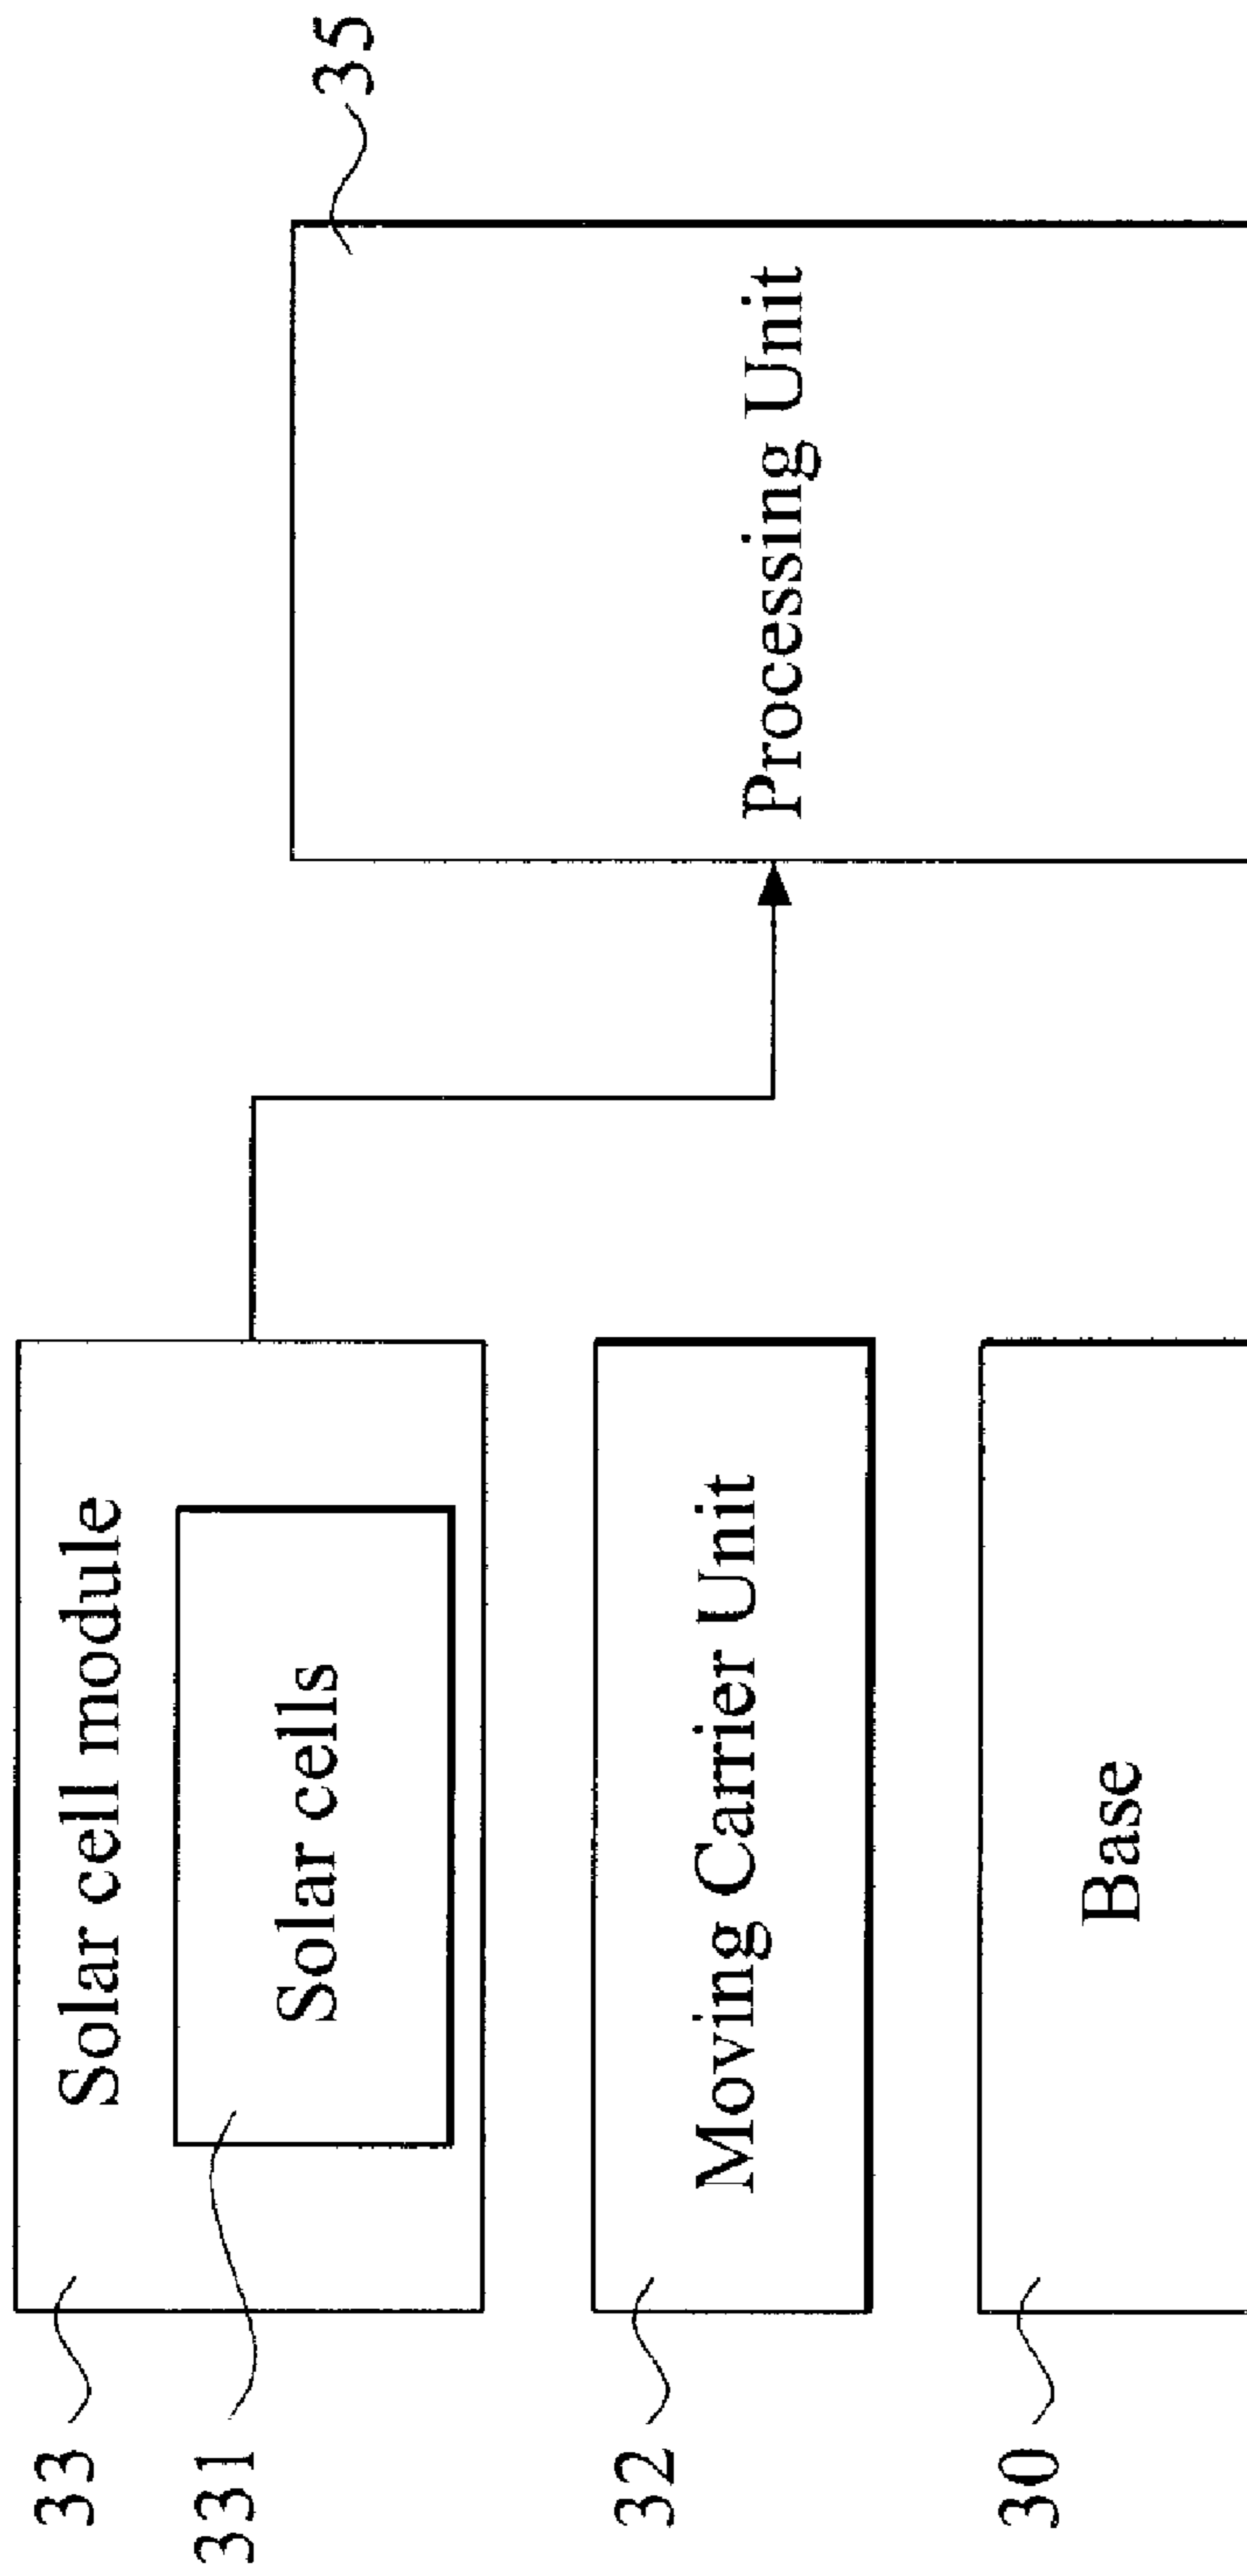 33
Solar cell module
331
Solar cells
32
Moving Carrier Unit
30
Base
35
Processing Unit